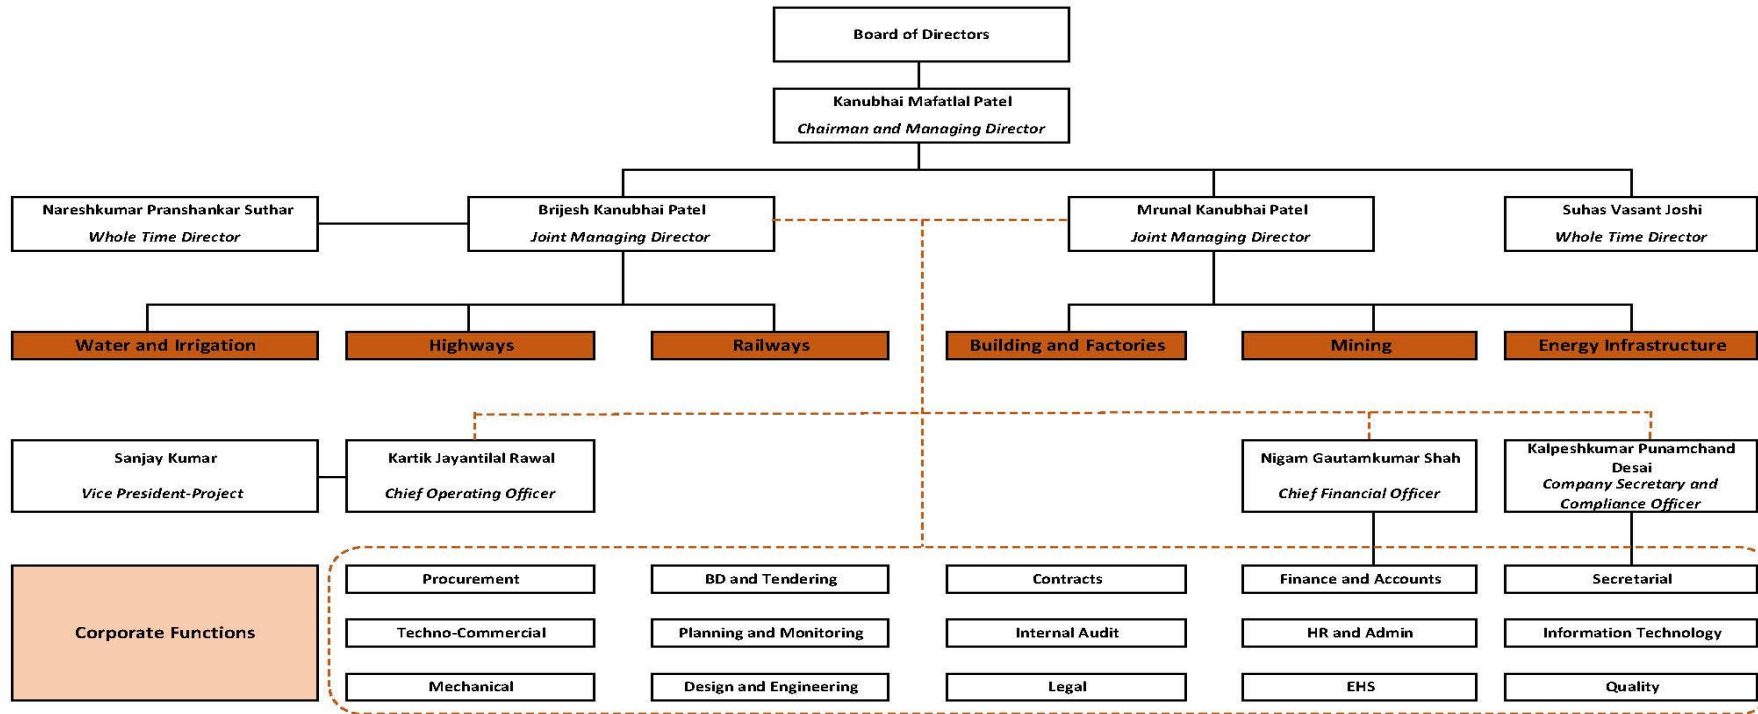 Board of Directors
Kanubhai Mafatlal Patel
Chairman and Managing Director
Nareshkumar Pranshankar Suthar
Whole Time Director
Brijesh Kanubhai Patel
Joint Managing Director
Mrunal Kanubhai Patel
Joint Managing Director
Suhas Vasant Joshi
Whole Time Director
Water and Irrigation
Highways
Railways
Building and Factories
Mining
Energy Infrastructure
Sanjay Kumar
Vice President-Project
Kartik Jayantilal Rawal
Chief Operating Officer
Nigam Gautamkumar Shah
Chief Financial Officer
Kalpeshkumar Punamchand
Desai
Company Secretary and
Compliance Officer
Corporate Functions
Procurement
BD and Tendering
Contracts
Finance and Accounts
Secretarial
Techno-Commercial
Planning and Monitoring
Internal Audit
HR and Admin
Information Technology
Mechanical
Design and Engineering
Legal
EHS
Quality